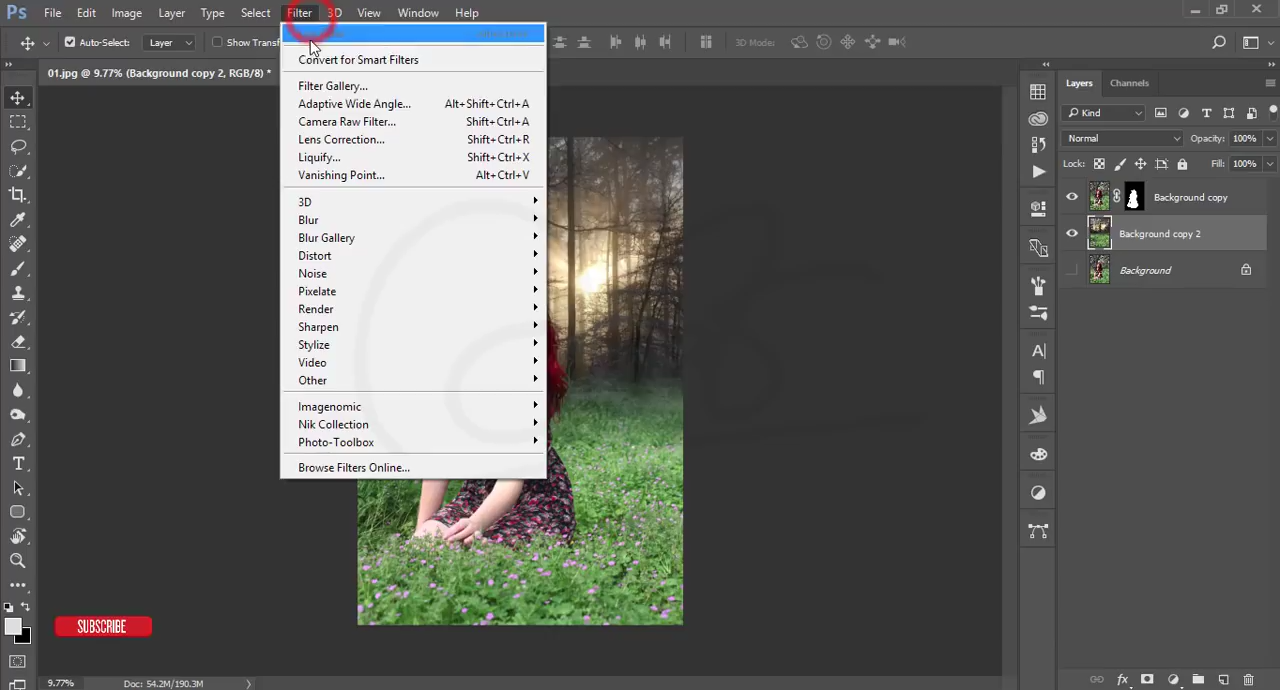 Ps File Edit Image Layer Type Select Filter 3D View Window Help
Auto-Select: Layer Show Transf 3D Mode:
01.jpg @ 9.77% (Background copy 2, RGB/8) *
Convert for Smart Filters
Filter Gallery...
Adaptive Wide Angle... Alt+Shift+Ctrl+A
Camera Raw Filter... Shift+Ctrl+A
Lens Correction... Shift+Ctrl+R
Liquify... Shift+Ctrl+X
Vanishing Point... Alt+Ctrl+V
3D
Blur
Blur Gallery
Distort
Noise
Pixelate
Render
Sharpen
Stylize
Video
Other
Imagenomic
Nik Collection
Photo-Toolbox
Browse Filters Online...
Layers Channels
Kind
Normal Opacity: 100%
Lock: Fill: 100%
Background copy
Background copy 2
Background
SUBSCRIBE
9.77% Doc: 54.2M/190.3M